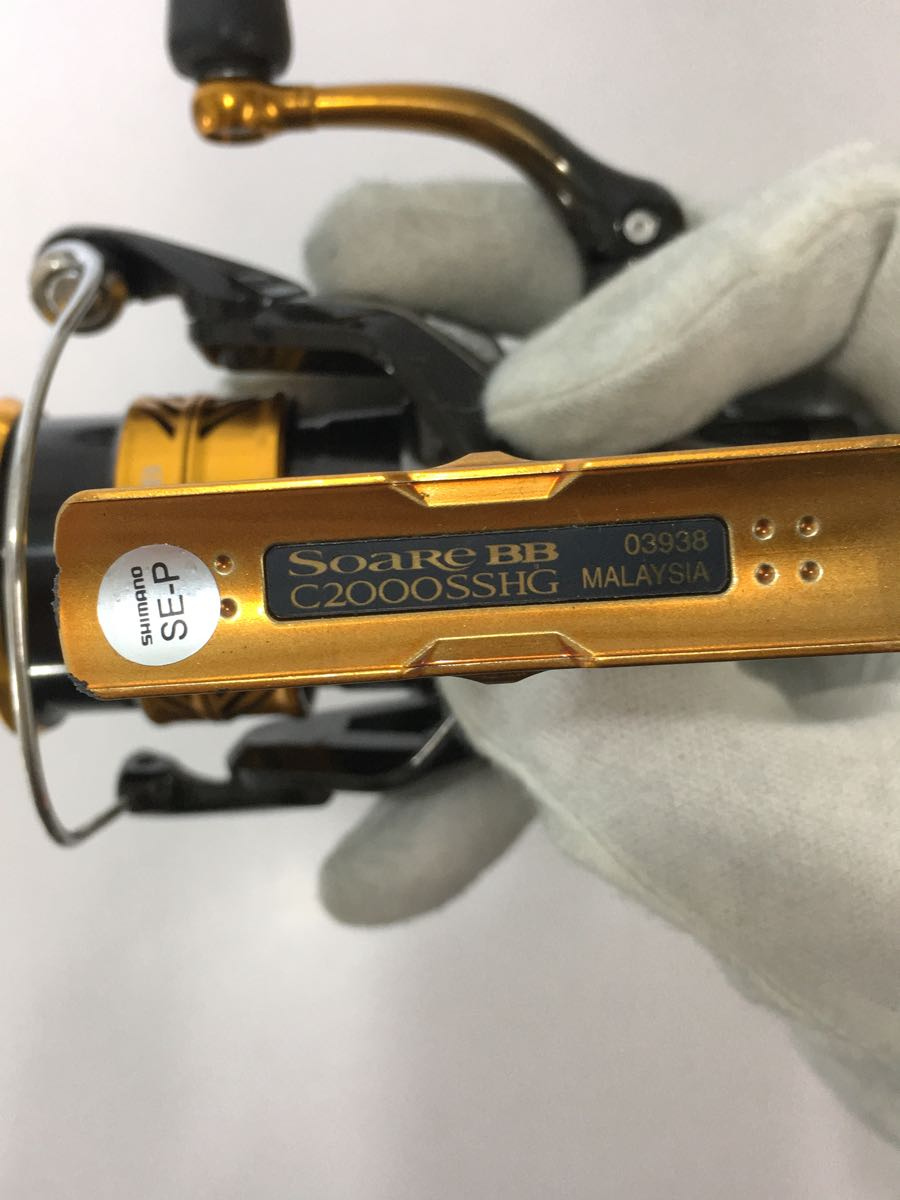 SHIMANO
SE-P
SOARE BB
C2000SSHG
03938
MALAYSIA